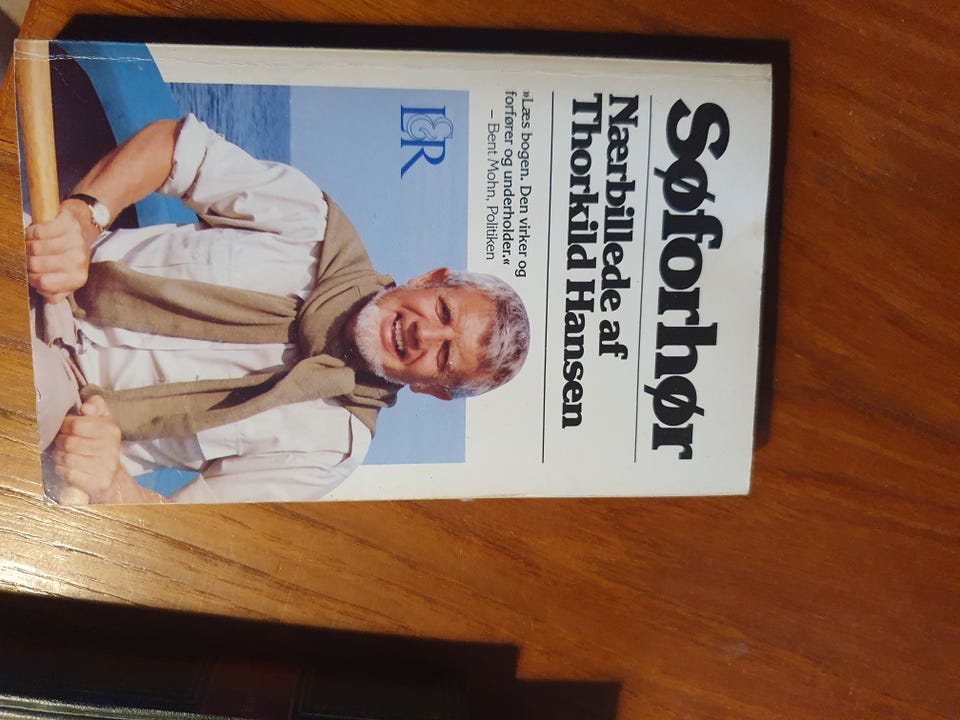 Søforhør
Nærbillede af
Thorkild Hansen
»Læs bogen. Den virker og
forfører og underholder.«
– Bent Mohn, Politiken
L&R